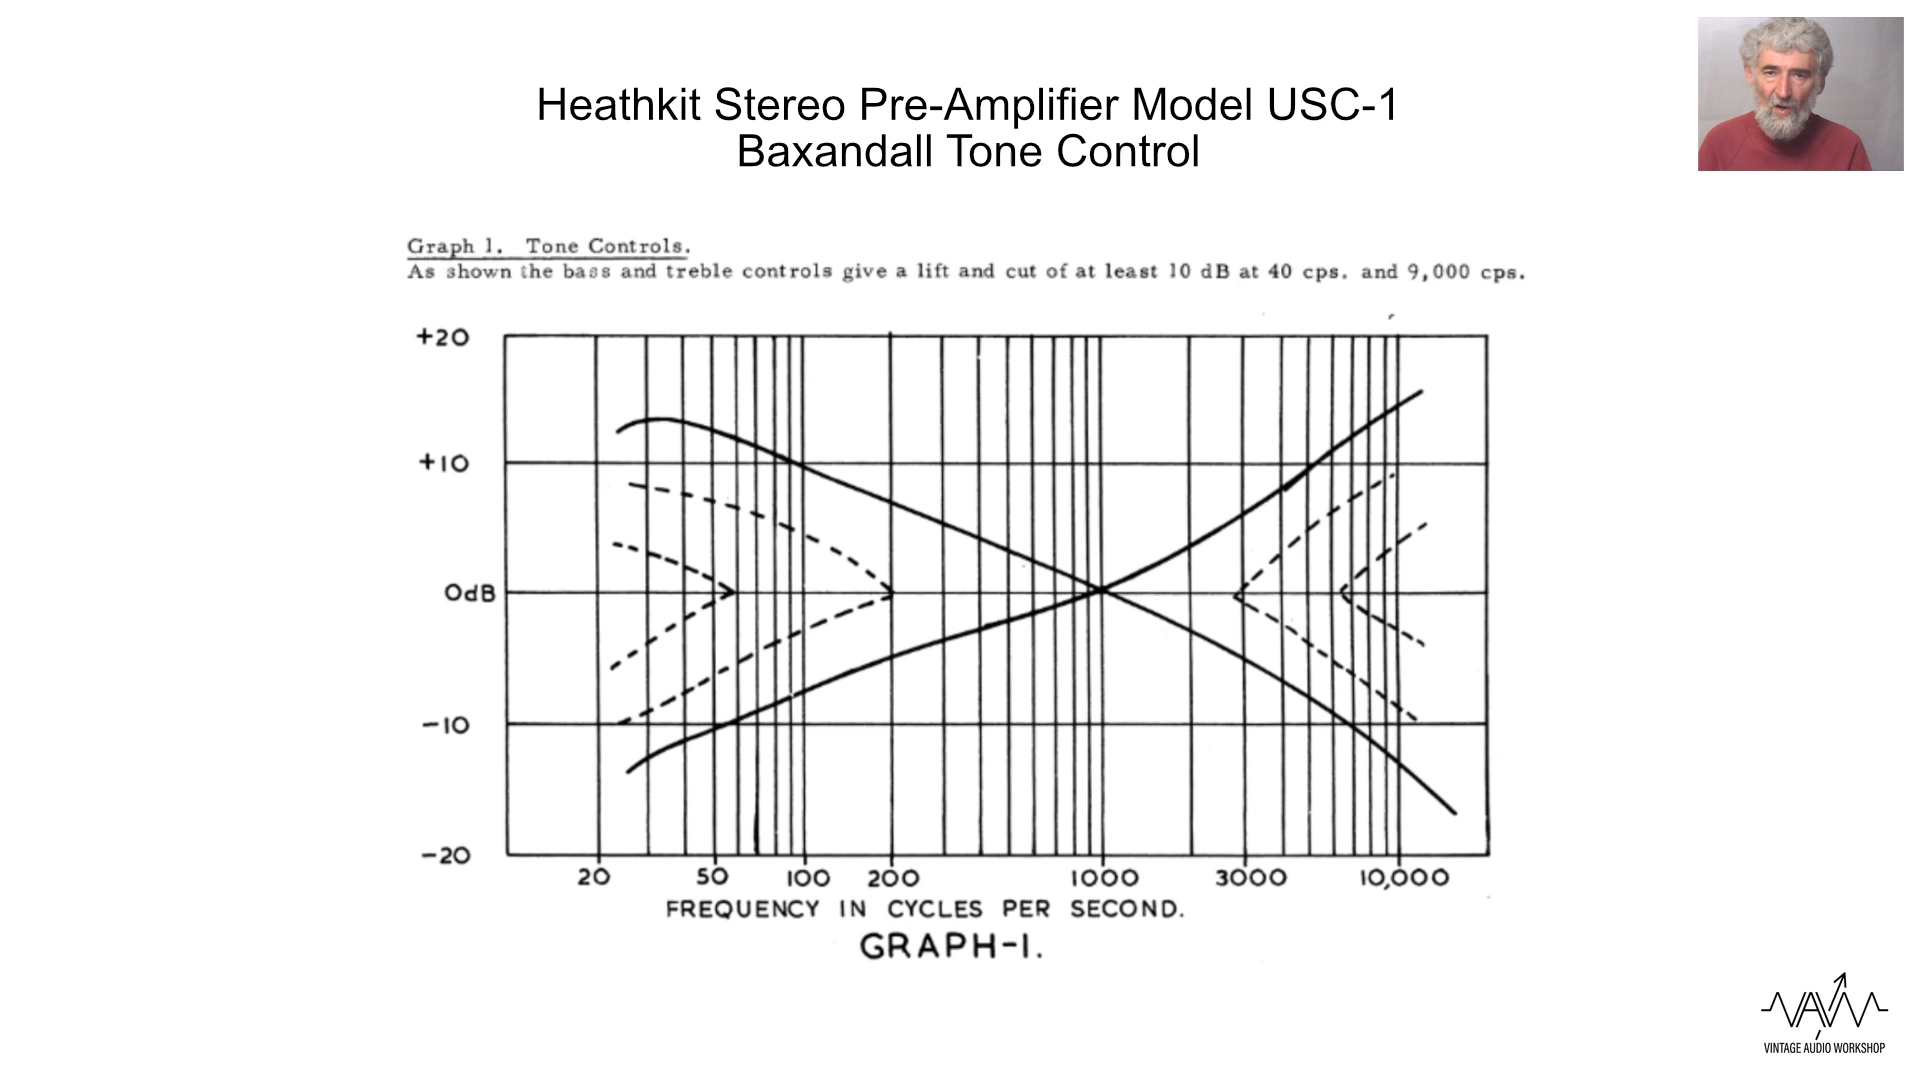 Heathkit Stereo Pre-Amplifier Model USC-1
Baxandall Tone Control
Graph 1. Tone Controls.
As shown the bass and treble controls give a lift and cut of at least 10 dB at 40 cps. and 9,000 cps.
+20
+10
0dB
-10
-20
20 50 100 200 1000 3000 10,000
FREQUENCY IN CYCLES PER SECOND.
GRAPH-1.
VAW
VINTAGE AUDIO WORKSHOP